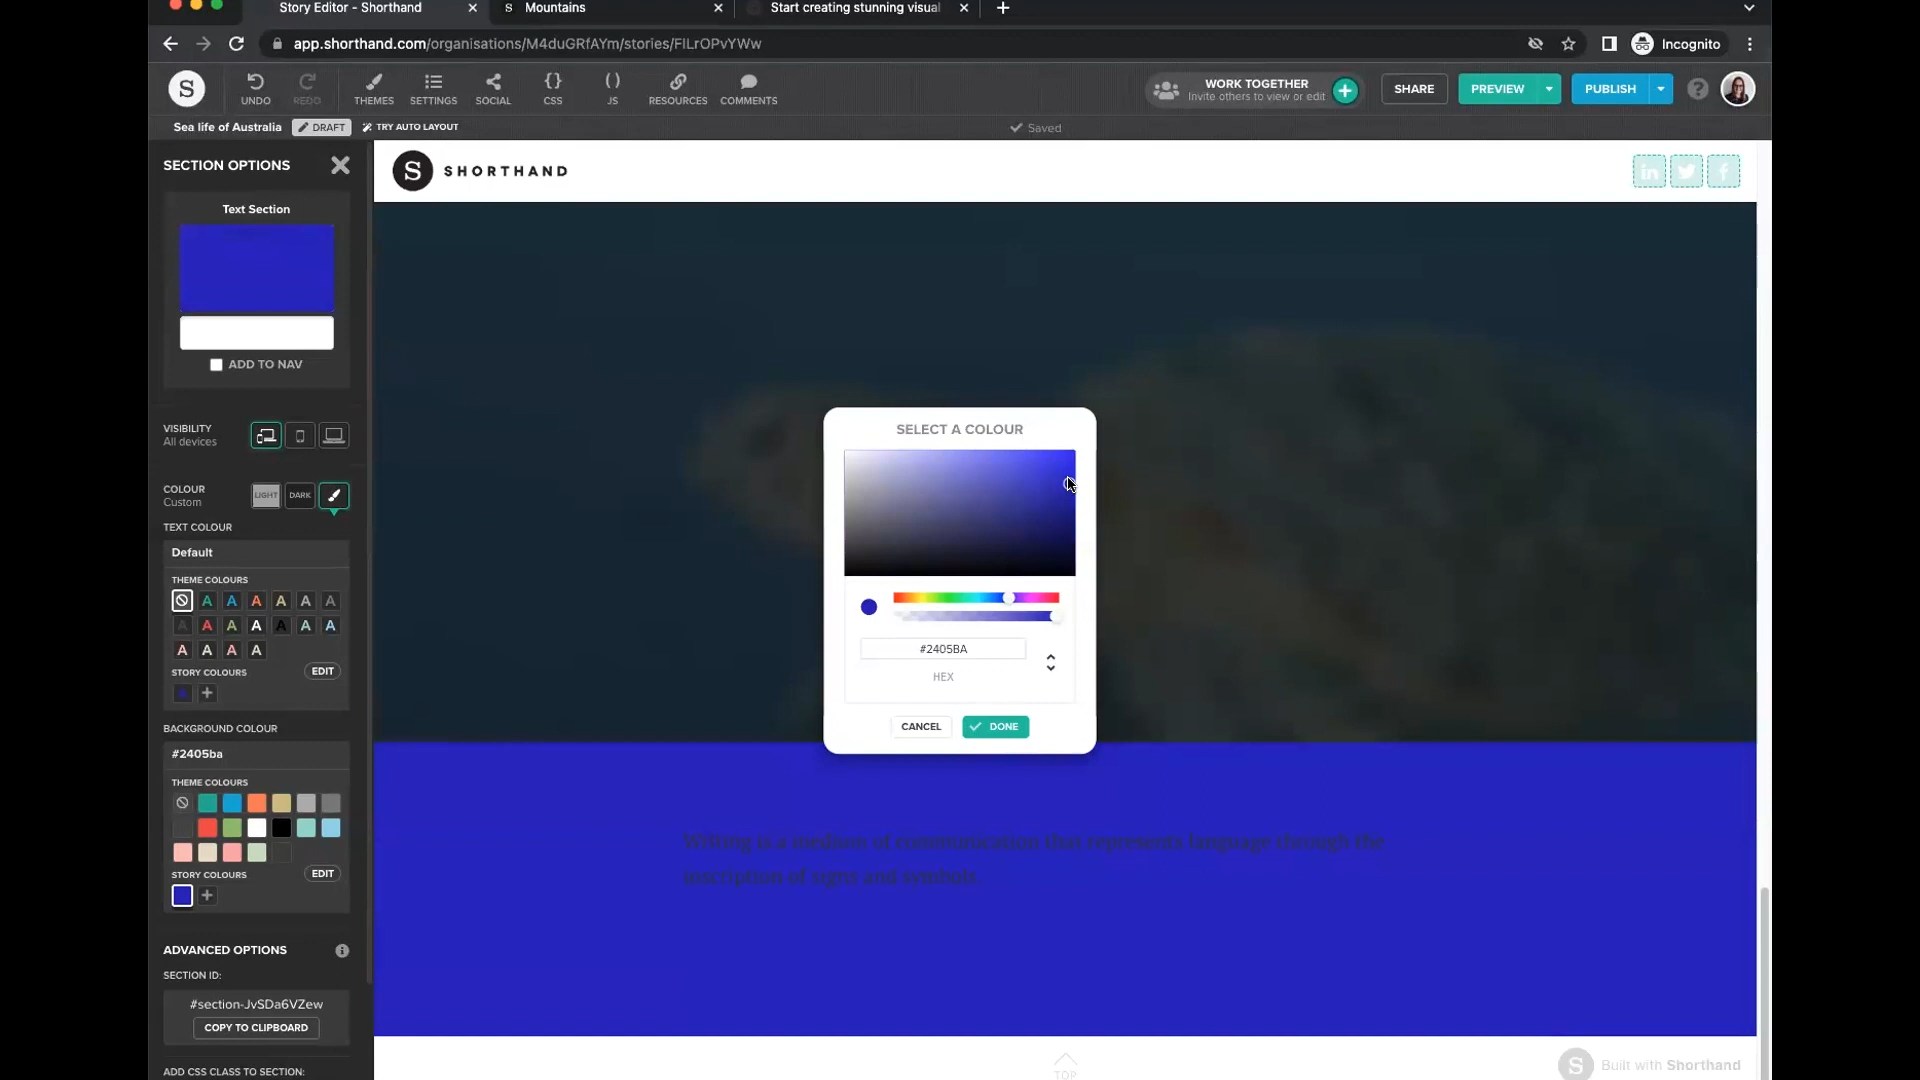 Story Editor - Shorthand
Mountains
Start creating stunning visual
app.shorthand.com/organisations/M4duGRfAYm/stories/FILrOPvYWw
Incognito
S
UNDO
REDO
THEMES
SETTINGS
SOCIAL
{} CSS
() JS
RESOURCES
COMMENTS
WORK TOGETHER
Invite others to view or edit
SHARE
PREVIEW
PUBLISH
Sea life of Australia
DRAFT
TRY AUTO LAYOUT
Saved
SECTION OPTIONS
Text Section
ADD TO NAV
VISIBILITY
All devices
COLOUR
Custom
LIGHT
DARK
TEXT COLOUR
Default
THEME COLOURS
A A A A A A
A A A A A A
A A A A
STORY COLOURS
EDIT
BACKGROUND COLOUR
#2405ba
THEME COLOURS
STORY COLOURS
EDIT
ADVANCED OPTIONS
SECTION ID:
#section-JvSDa6VZew
COPY TO CLIPBOARD
ADD CSS CLASS TO SECTION:
S SHORTHAND
in f
SELECT A COLOUR
#2405BA
HEX
CANCEL
DONE
Writing is a medium of communication that represents language through the
inscription of signs and symbols.
TOP
S Built with Shorthand